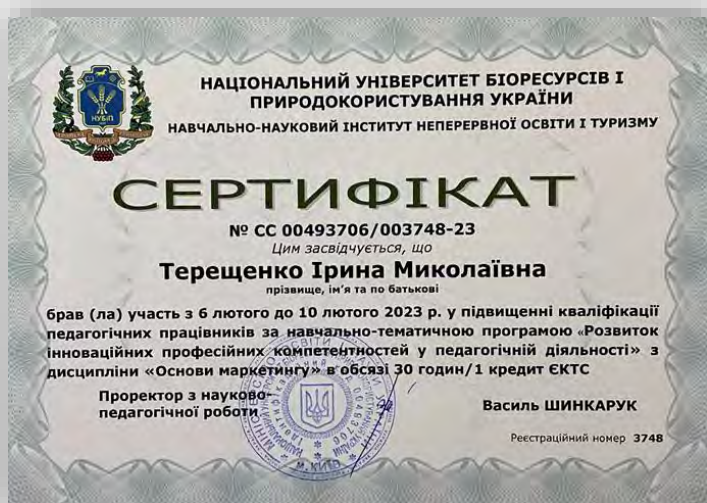 НУБіП
НАЦІОНАЛЬНИЙ УНІВЕРСИТЕТ БІОРЕСУРСІВ І
ПРИРОДОКОРИСТУВАННЯ УКРАЇНИ
НАВЧАЛЬНО-НАУКОВИЙ ІНСТИТУТ НЕПЕРЕРВНОЇ ОСВІТИ І ТУРИЗМУ
СЕРТИФІКАТ
№ СС 00493706/003748-23
Цим засвідчується, що
Терещенко Ірина Миколаївна
прізвище, ім’я та по батькові
брав (ла) участь з 6 лютого до 10 лютого 2023 р. у підвищенні кваліфікації
педагогічних працівників за навчально-тематичною програмою «Розвиток
інноваційних професійних компетентностей у педагогічній діяльності» з
дисципліни «Основи маркетингу» в обсязі 30 годин/1 кредит ЄКТС
Проректор з науково-
педагогічної роботи
Василь ШИНКАРУК
Реєстраційний номер 3748
М. КИЇВ